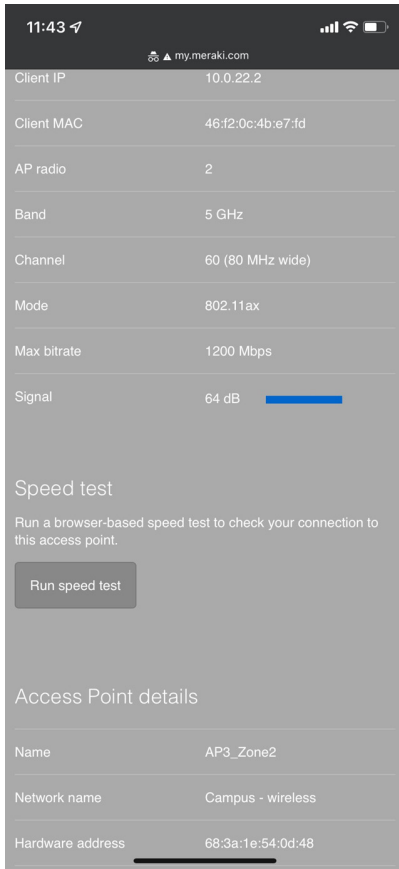 11:43
my.meraki.com
Client IP 10.0.22.2
Client MAC 46:f2:0c:4b:e7:fd
AP radio 2
Band 5 GHz
Channel 60 (80 MHz wide)
Mode 802.11ax
Max bitrate 1200 Mbps
Signal 64 dB
Speed test
Run a browser-based speed test to check your connection to
this access point.
Run speed test
Access Point details
Name AP3_Zone2
Network name Campus - wireless
Hardware address 68:3a:1e:54:0d:48